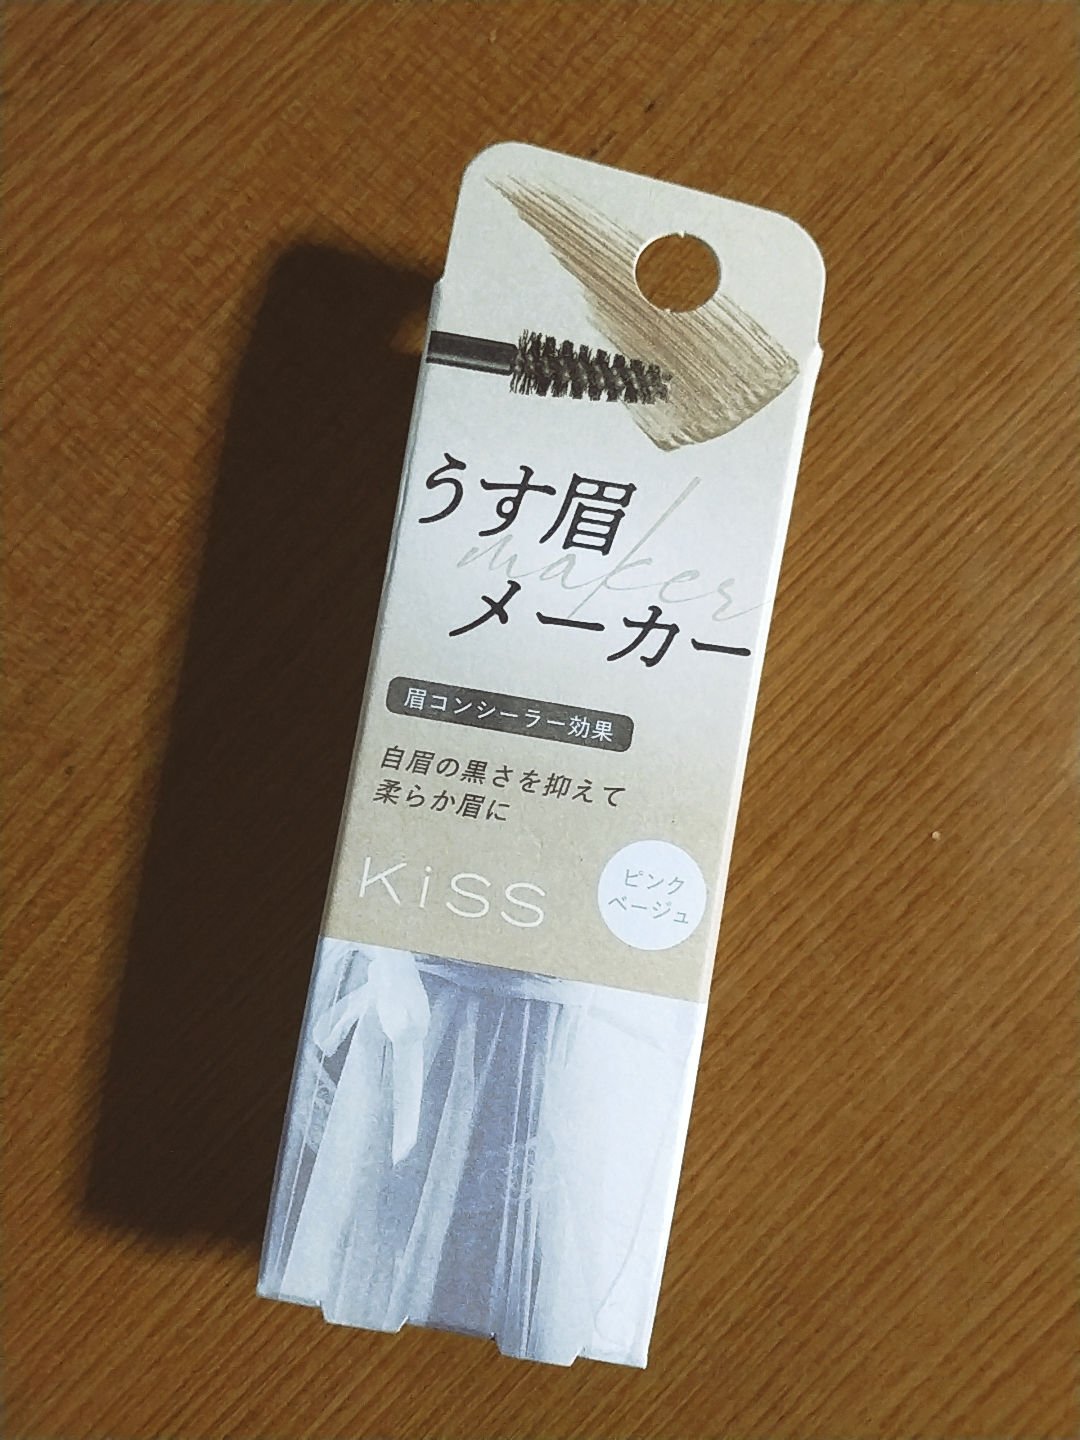 うす眉
maker
メーカー
眉コンシーラー効果
自眉の黒さを抑えて
柔らか眉に
KiSS
ピンク
ベージュ